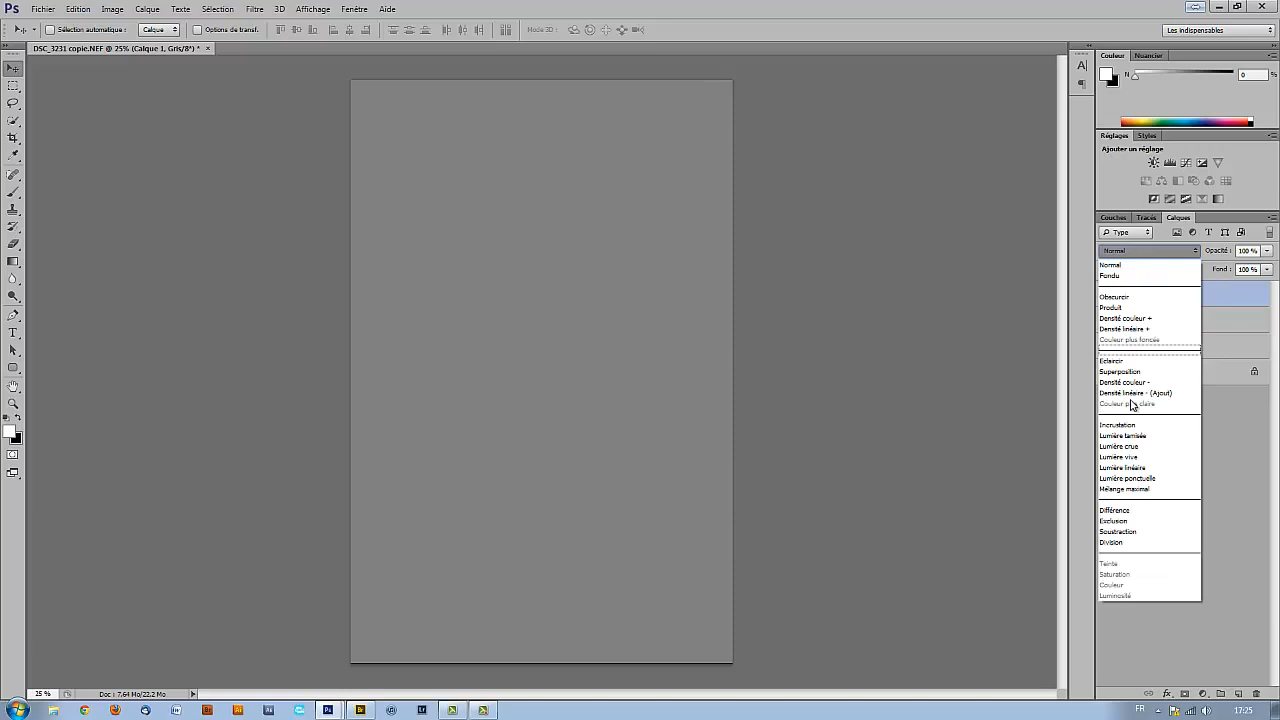 Ps Fichier Edition Image Calque Texte Sélection Filtre 3D Affichage Fenêtre Aide
Sélection automatique : Calque Options de transf. Mode 3D : Les indispensables
DSC_3231 copie.NEF @ 25% (Calque 1, Gris/8*) * ×
Couleur Nuancier
N 0 %
Réglages Styles
Ajouter un réglage
Couches Tracés Calques
Type
Normal Opacité : 100 %
Fond : 100 %
Normal
Fondu
Obscurcir
Produit
Densité couleur +
Densité linéaire +
Couleur plus foncée
Eclaircir
Superposition
Densité couleur -
Densité linéaire - (Ajout)
Couleur plus claire
Incrustation
Lumière tamisée
Lumière crue
Lumière vive
Lumière linéaire
Lumière ponctuelle
Mélange maximal
Différence
Exclusion
Soustraction
Division
Teinte
Saturation
Couleur
Luminosité
25 % Doc : 7,64 Mo/22,2 Mo
FR 17:25